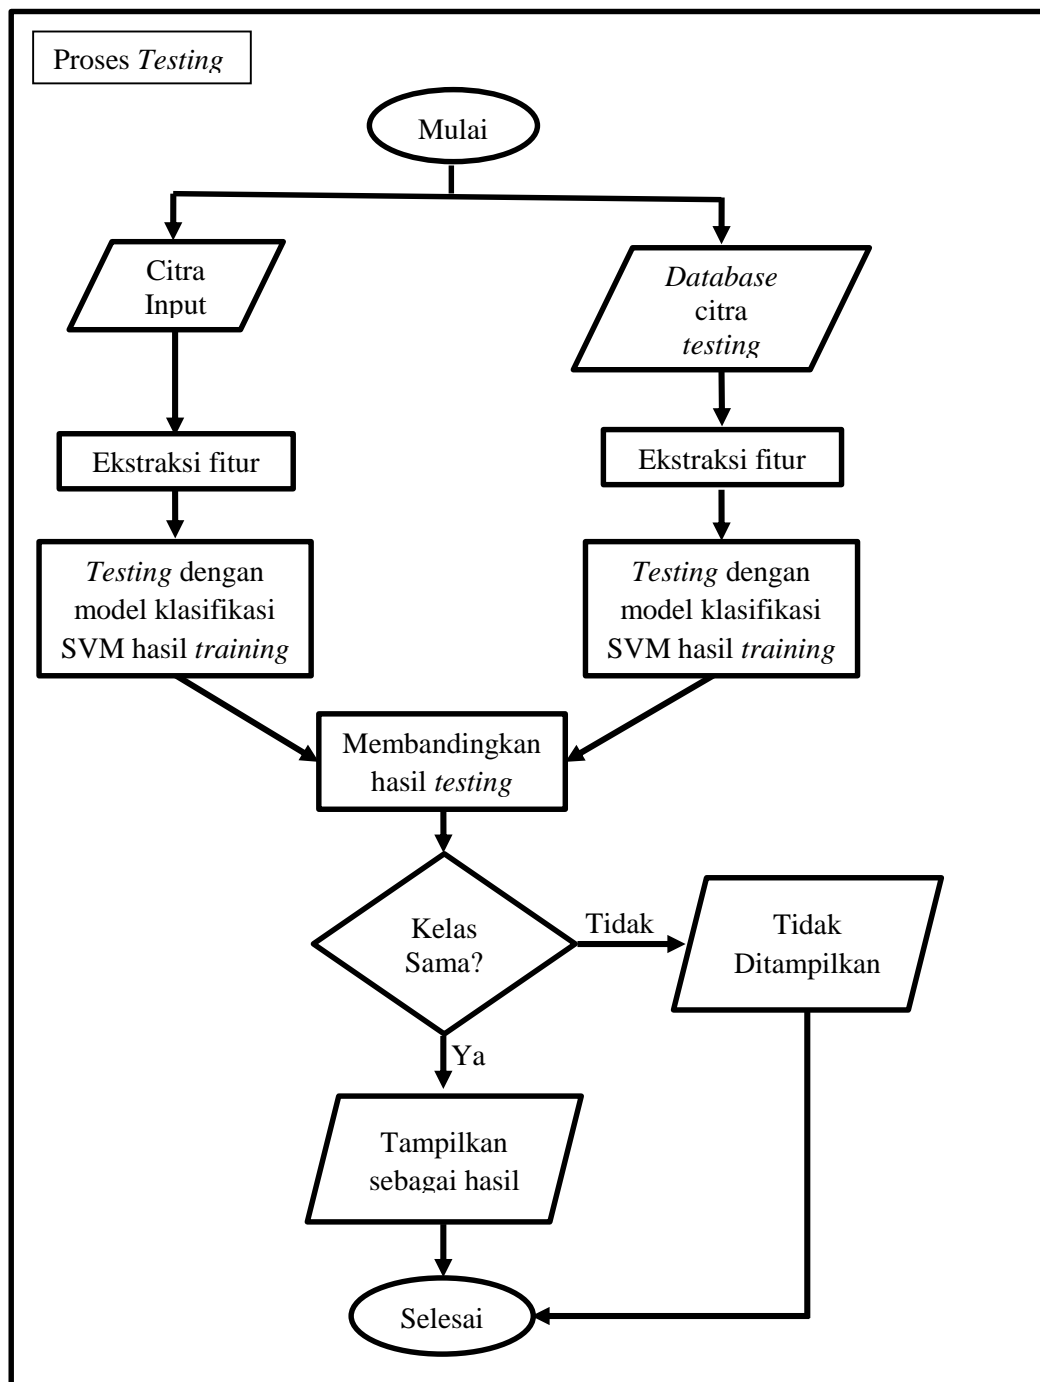 Proses Testing
Mulai
Citra
Input
Database
citra
testing
Ekstraksi fitur
Ekstraksi fitur
Testing dengan
model klasifikasi
SVM hasil training
Testing dengan
model klasifikasi
SVM hasil training
Membandingkan
hasil testing
Kelas
Sama?
Tidak
Tidak
Ditampilkan
Ya
Tampilkan
sebagai hasil
Selesai